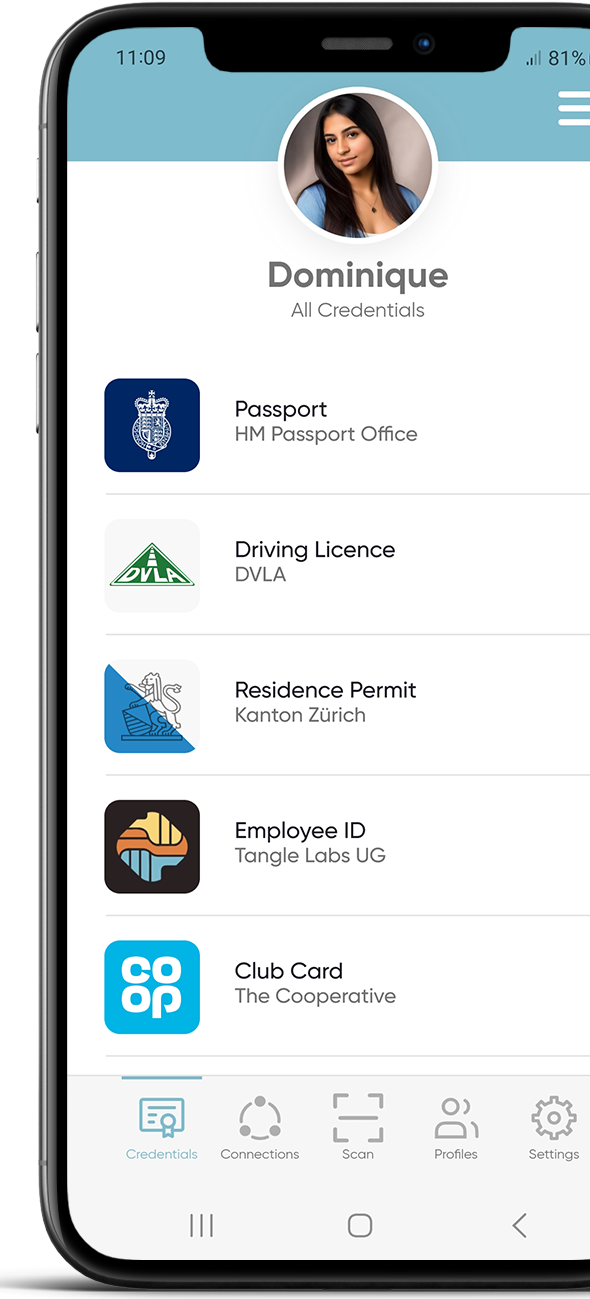 11:09
81%
Dominique
All Credentials
Passport
HM Passport Office
DVLA
Driving Licence
DVLA
Residence Permit
Kanton Zürich
Employee ID
Tangle Labs UG
CO
OP
Club Card
The Cooperative
Credentials
Connections
Scan
Profiles
Settings